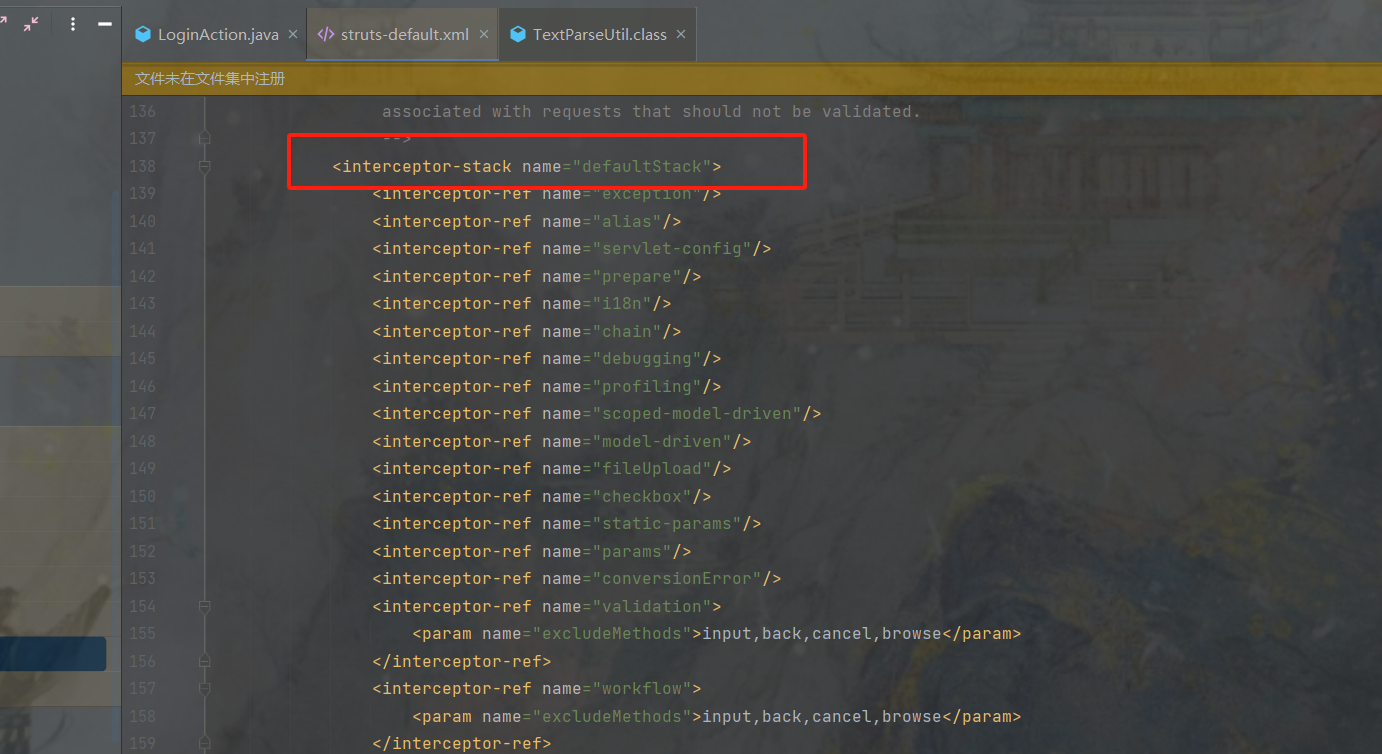 LoginAction.java
struts-default.xml
TextParseUtil.class
文件未在文件集中注册
136 associated with requests that should not be validated.
137 -->
138 <interceptor-stack name="defaultStack">
139 <interceptor-ref name="exception"/>
140 <interceptor-ref name="alias"/>
141 <interceptor-ref name="servlet-config"/>
142 <interceptor-ref name="prepare"/>
143 <interceptor-ref name="i18n"/>
144 <interceptor-ref name="chain"/>
145 <interceptor-ref name="debugging"/>
146 <interceptor-ref name="profiling"/>
147 <interceptor-ref name="scoped-model-driven"/>
148 <interceptor-ref name="model-driven"/>
149 <interceptor-ref name="fileUpload"/>
150 <interceptor-ref name="checkbox"/>
151 <interceptor-ref name="static-params"/>
152 <interceptor-ref name="params"/>
153 <interceptor-ref name="conversionError"/>
154 <interceptor-ref name="validation">
155 <param name="excludeMethods">input,back,cancel,browse</param>
156 </interceptor-ref>
157 <interceptor-ref name="workflow">
158 <param name="excludeMethods">input,back,cancel,browse</param>
159 </interceptor-ref>